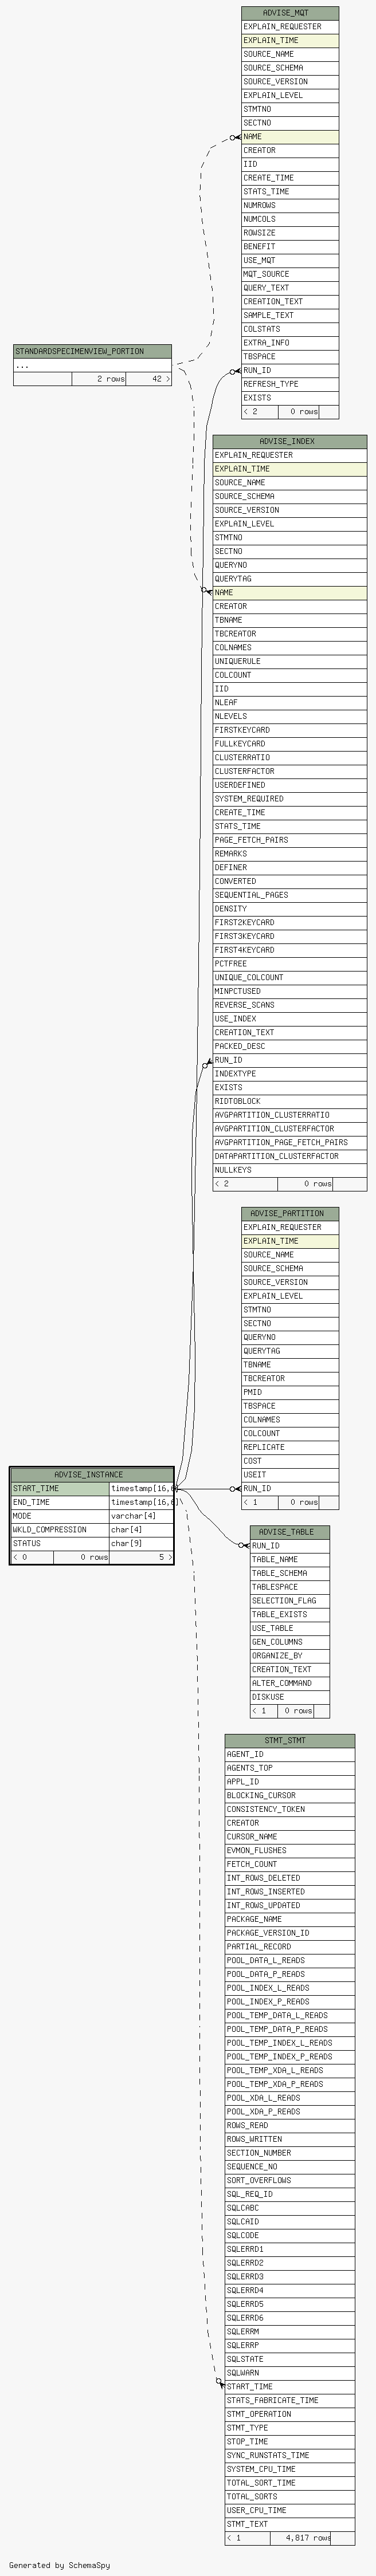 ADVISE_MQT
EXPLAIN_REQUESTER
EXPLAIN_TIME
SOURCE_NAME
SOURCE_SCHEMA
SOURCE_VERSION
EXPLAIN_LEVEL
STMTNO
SECTNO
NAME
CREATOR
IID
CREATE_TIME
STATS_TIME
NUMROWS
NUMCOLS
ROWSIZE
BENEFIT
USE_MQT
MQT_SOURCE
QUERY_TEXT
CREATION_TEXT
SAMPLE_TEXT
COLSTATS
EXTRA_INFO
TBSPACE
RUN_ID
REFRESH_TYPE
EXISTS
< 2 0 rows
STANDARDSPECIMENVIEW_PORTION
...
2 rows 42 >
ADVISE_INDEX
EXPLAIN_REQUESTER
EXPLAIN_TIME
SOURCE_NAME
SOURCE_SCHEMA
SOURCE_VERSION
EXPLAIN_LEVEL
STMTNO
SECTNO
QUERYNO
QUERYTAG
NAME
CREATOR
TBNAME
TBCREATOR
COLNAMES
UNIQUERULE
COLCOUNT
IID
NLEAF
NLEVELS
FIRSTKEYCARD
FULLKEYCARD
CLUSTERRATIO
CLUSTERFACTOR
USERDEFINED
SYSTEM_REQUIRED
CREATE_TIME
STATS_TIME
PAGE_FETCH_PAIRS
REMARKS
DEFINER
CONVERTED
SEQUENTIAL_PAGES
DENSITY
FIRST2KEYCARD
FIRST3KEYCARD
FIRST4KEYCARD
PCTFREE
UNIQUE_COLCOUNT
MINPCTUSED
REVERSE_SCANS
USE_INDEX
CREATION_TEXT
PACKED_DESC
RUN_ID
INDEXTYPE
EXISTS
RIDTOBLOCK
AVGPARTITION_CLUSTERRATIO
AVGPARTITION_CLUSTERFACTOR
AVGPARTITION_PAGE_FETCH_PAIRS
DATAPARTITION_CLUSTERFACTOR
NULLKEYS
< 2 0 rows
ADVISE_PARTITION
EXPLAIN_REQUESTER
EXPLAIN_TIME
SOURCE_NAME
SOURCE_SCHEMA
SOURCE_VERSION
EXPLAIN_LEVEL
STMTNO
SECTNO
QUERYNO
QUERYTAG
TBNAME
TBCREATOR
PMID
TBSPACE
COLNAMES
COLCOUNT
REPLICATE
COST
USEIT
RUN_ID
< 1 0 rows
ADVISE_INSTANCE
START_TIME timestamp[16,6]
END_TIME timestamp[16,6]
MODE varchar[4]
WKLD_COMPRESSION char[4]
STATUS char[9]
< 0 0 rows 5 >
ADVISE_TABLE
RUN_ID
TABLE_NAME
TABLE_SCHEMA
TABLESPACE
SELECTION_FLAG
TABLE_EXISTS
USE_TABLE
GEN_COLUMNS
ORGANIZE_BY
CREATION_TEXT
ALTER_COMMAND
DISKUSE
< 1 0 rows
STMT_STMT
AGENT_ID
AGENTS_TOP
APPL_ID
BLOCKING_CURSOR
CONSISTENCY_TOKEN
CREATOR
CURSOR_NAME
EVMON_FLUSHES
FETCH_COUNT
INT_ROWS_DELETED
INT_ROWS_INSERTED
INT_ROWS_UPDATED
PACKAGE_NAME
PACKAGE_VERSION_ID
PARTIAL_RECORD
POOL_DATA_L_READS
POOL_DATA_P_READS
POOL_INDEX_L_READS
POOL_INDEX_P_READS
POOL_TEMP_DATA_L_READS
POOL_TEMP_DATA_P_READS
POOL_TEMP_INDEX_L_READS
POOL_TEMP_INDEX_P_READS
POOL_TEMP_XDA_L_READS
POOL_TEMP_XDA_P_READS
POOL_XDA_L_READS
POOL_XDA_P_READS
ROWS_READ
ROWS_WRITTEN
SECTION_NUMBER
SEQUENCE_NO
SORT_OVERFLOWS
SQL_REQ_ID
SQLCABC
SQLCAID
SQLCODE
SQLERRD1
SQLERRD2
SQLERRD3
SQLERRD4
SQLERRD5
SQLERRD6
SQLERRM
SQLERRP
SQLSTATE
SQLWARN
START_TIME
STATS_FABRICATE_TIME
STMT_OPERATION
STMT_TYPE
STOP_TIME
SYNC_RUNSTATS_TIME
SYSTEM_CPU_TIME
TOTAL_SORT_TIME
TOTAL_SORTS
USER_CPU_TIME
STMT_TEXT
< 1 4,817 rows
Generated by SchemaSpy